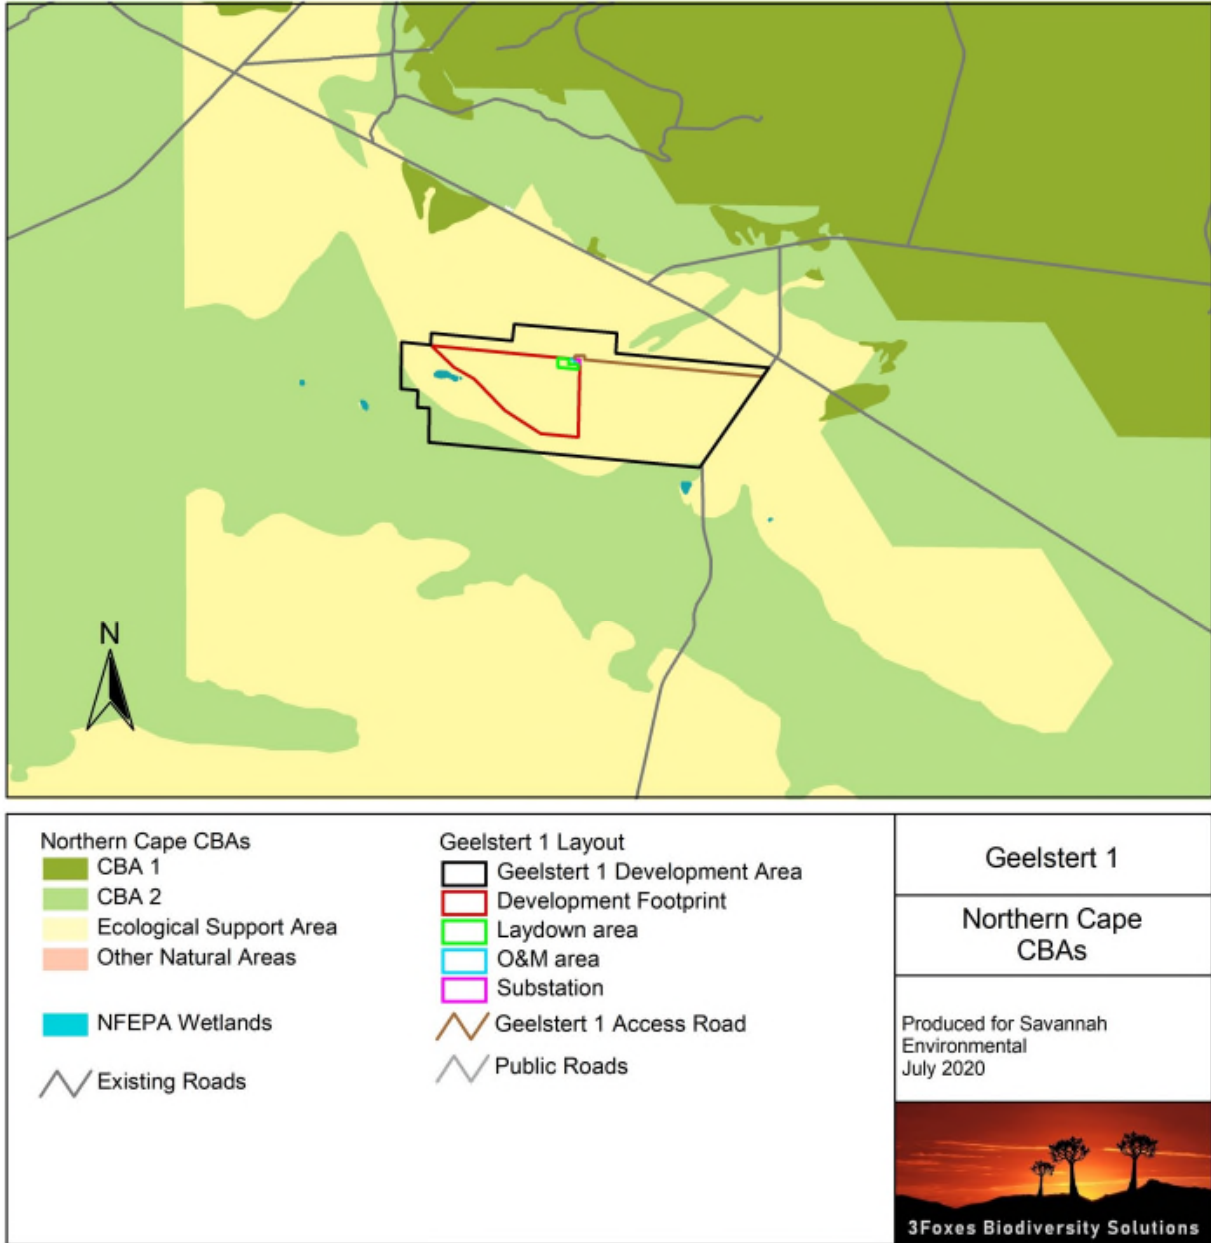 N
Northern Cape CBAs
CBA 1
CBA 2
Ecological Support Area
Other Natural Areas
NFEPA Wetlands
Existing Roads
Geelstert 1 Layout
Geelstert 1 Development Area
Development Footprint
Laydown area
O&M area
Substation
Geelstert 1 Access Road
Public Roads
Geelstert 1
Northern Cape
CBAs
Produced for Savannah
Environmental
July 2020
3Foxes Biodiversity Solutions